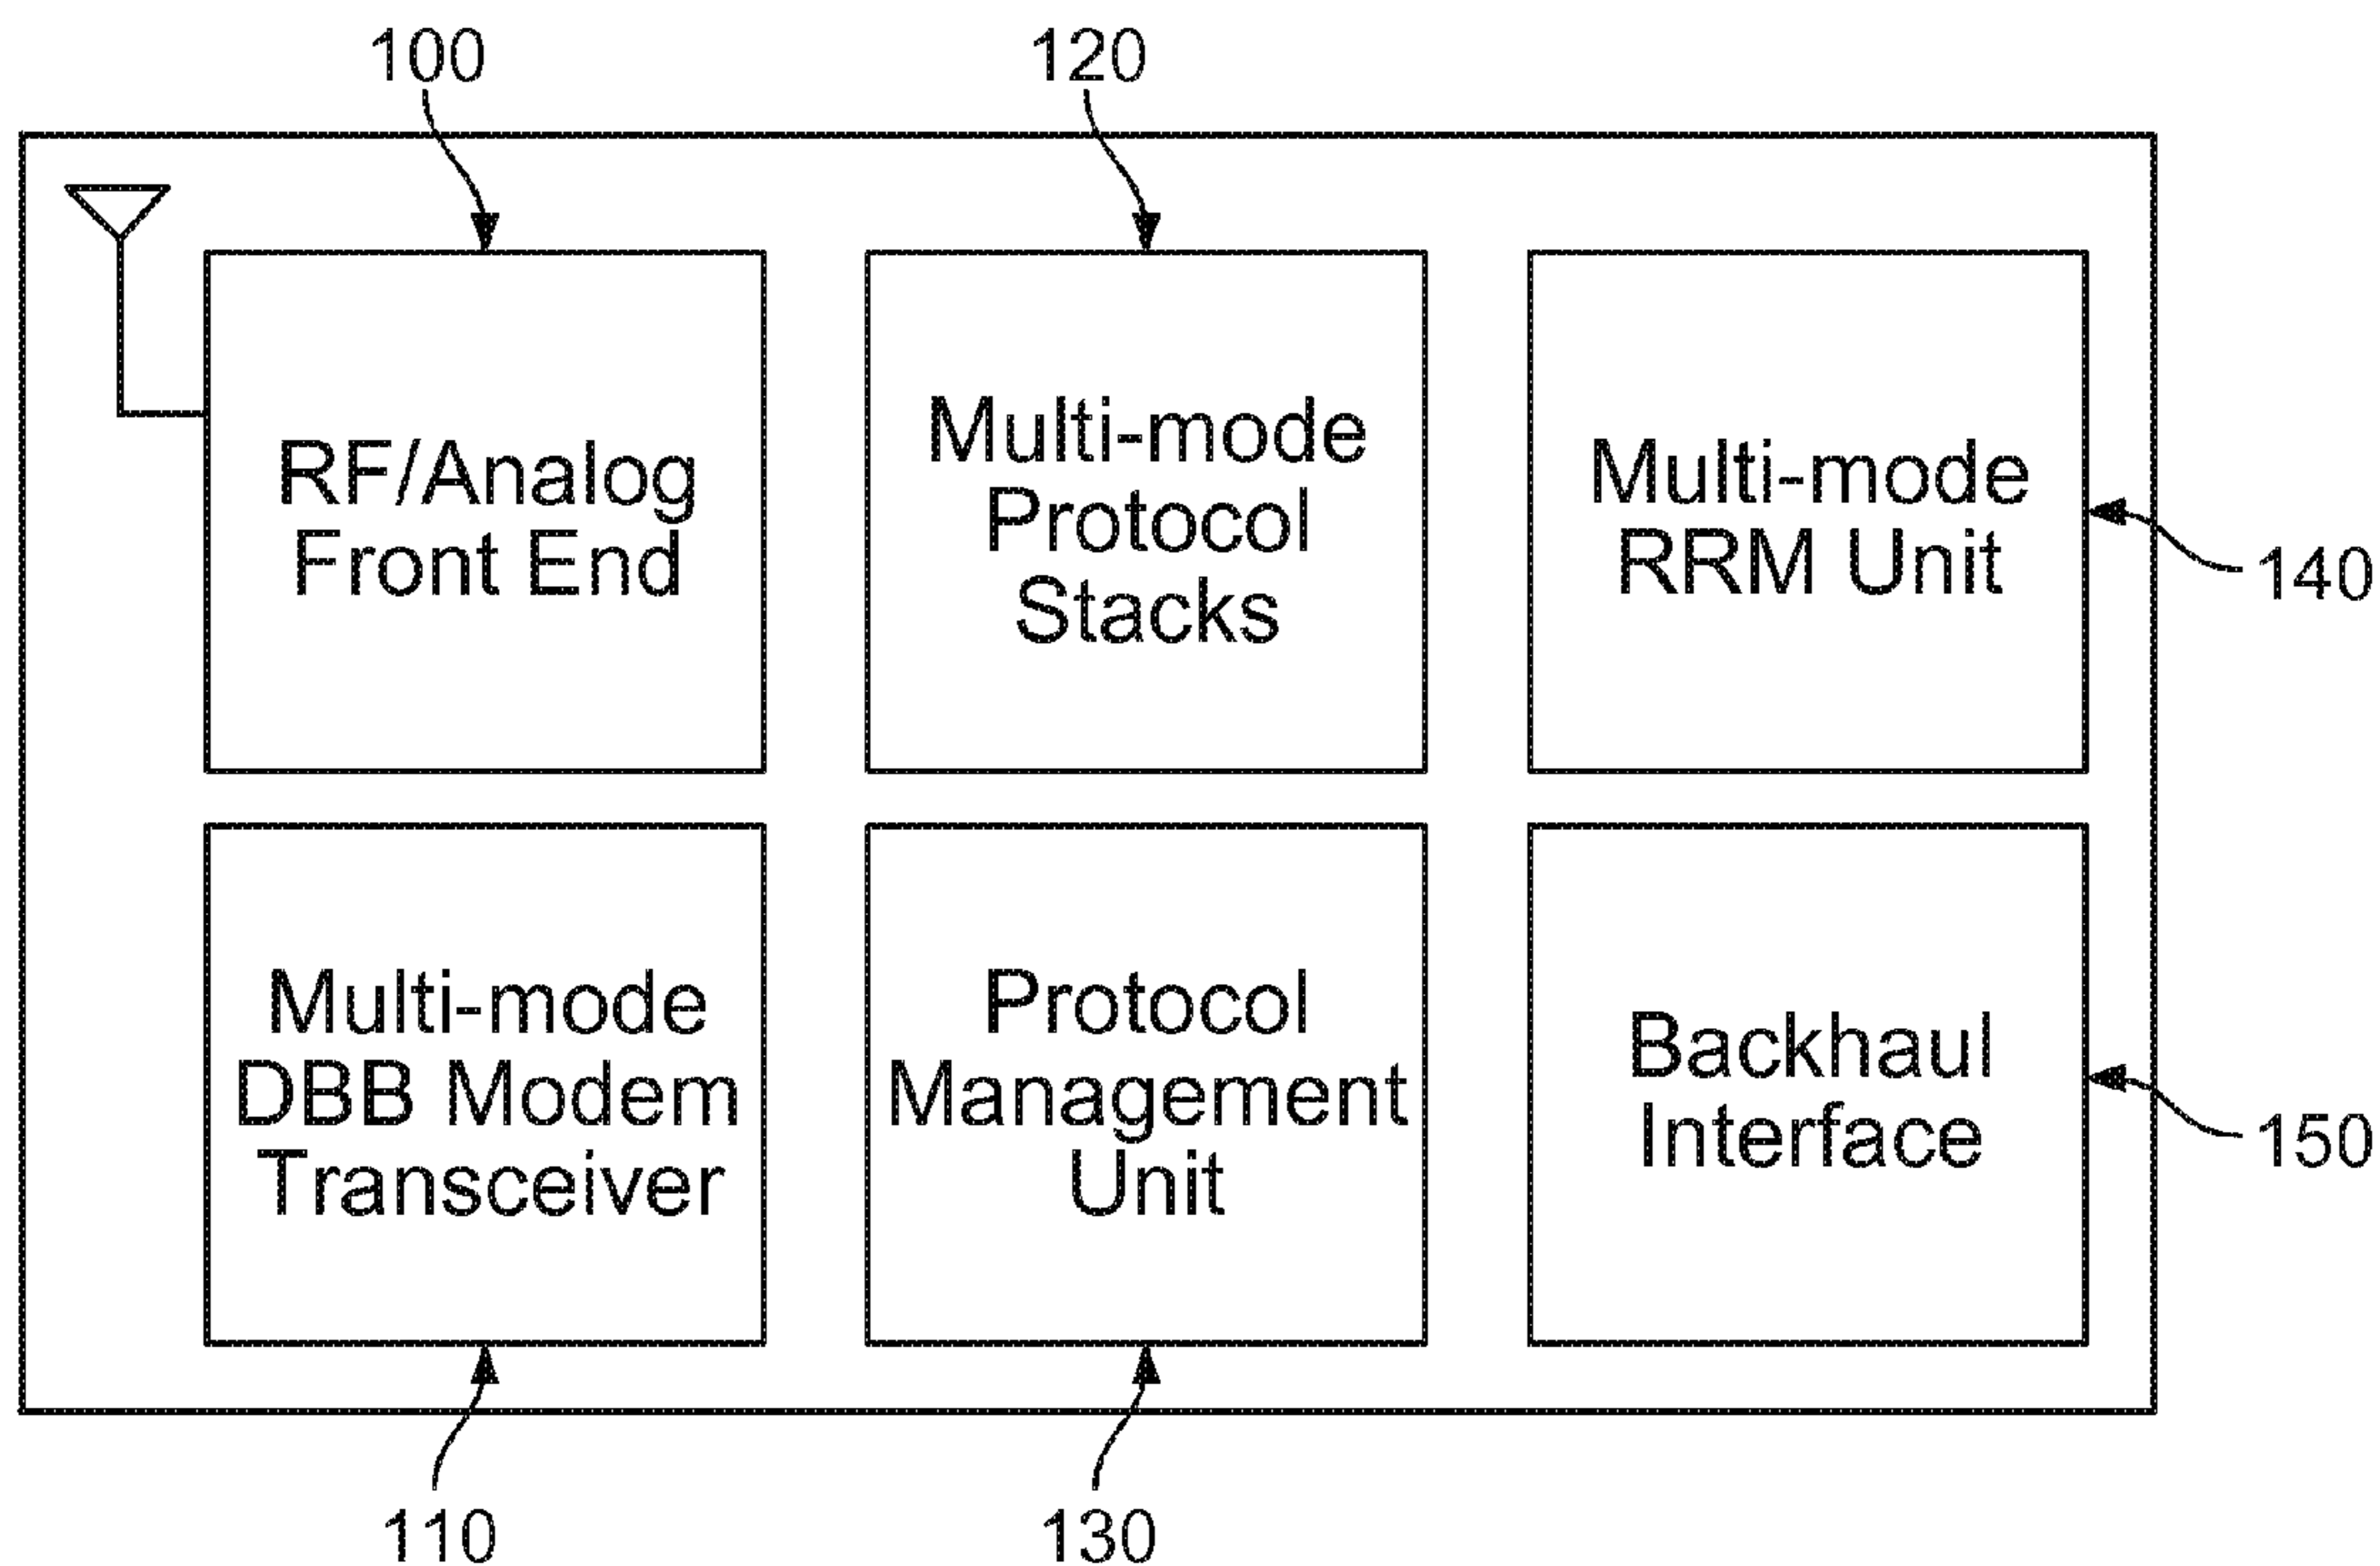 100
120
RF/Analog
Front End
Multi-mode
Protocol
Stacks
Multi-mode
RRM Unit
140
Multi-mode
DBB Modem
Transceiver
Protocol
Management
Unit
Backhaul
Interface
150
110
130